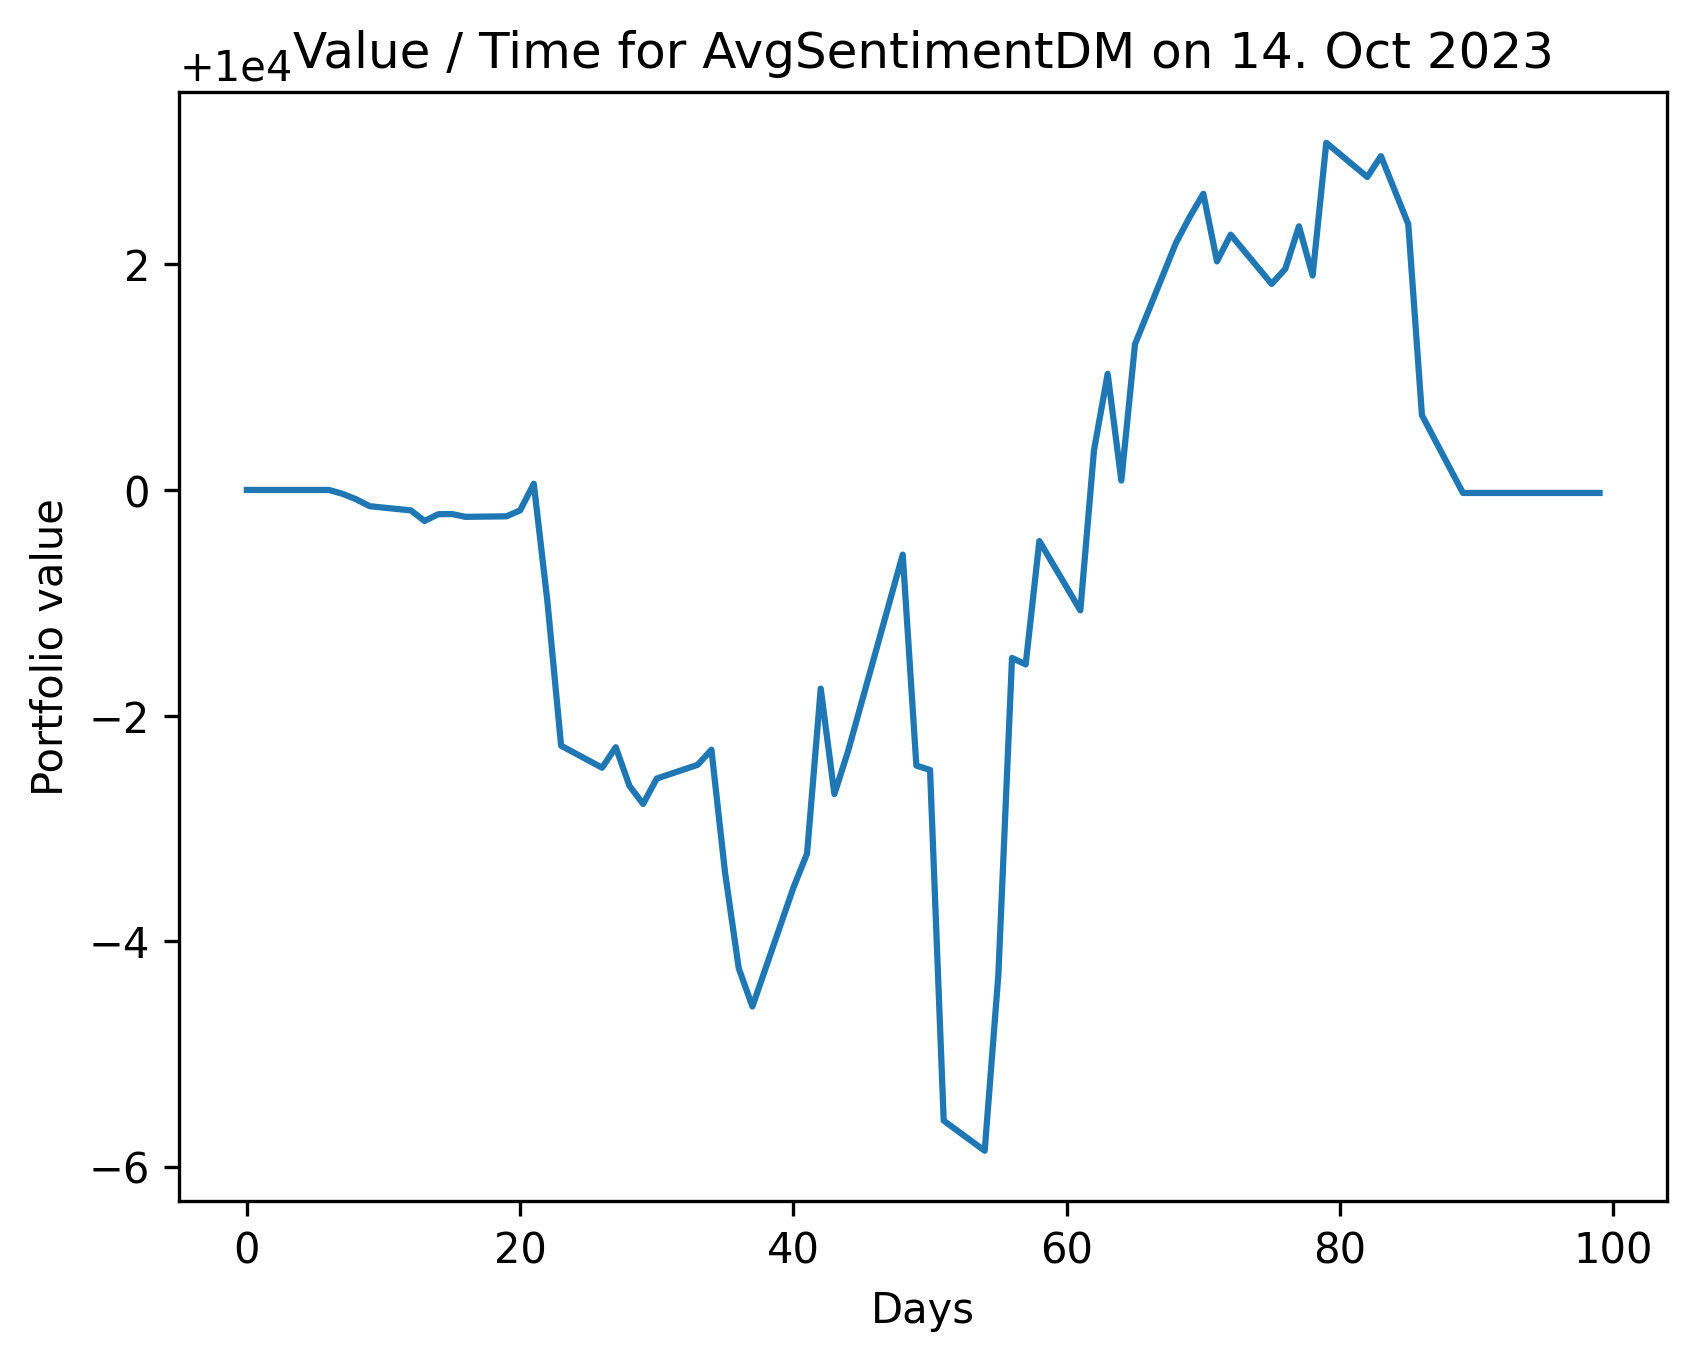 Value / Time for AvgSentimentDM on 14. Oct 2023
+1e4
2
0
−2
−4
−6
Portfolio value
0 20 40 60 80 100
Days